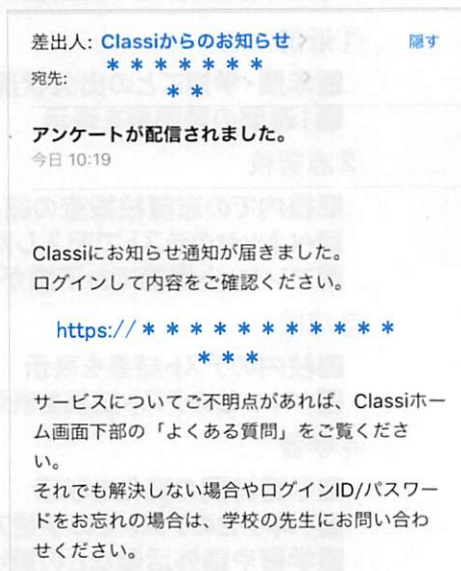 差出人: Classiからのお知らせ 隠す
＊＊＊＊＊＊＊
宛先:
＊＊
アンケートが配信されました。
今日 10:19
Classiにお知らせ通知が届きました。
ログインして内容をご確認ください。
https://＊＊＊＊＊＊＊＊＊＊＊＊
＊＊＊
サービスについてご不明点があれば、Classiホー
ム画面下部の「よくある質問」をご覧くださ
い。
それでも解決しない場合やログインID/パスワー
ドをお忘れの場合は、学校の先生にお問い合わ
せください。